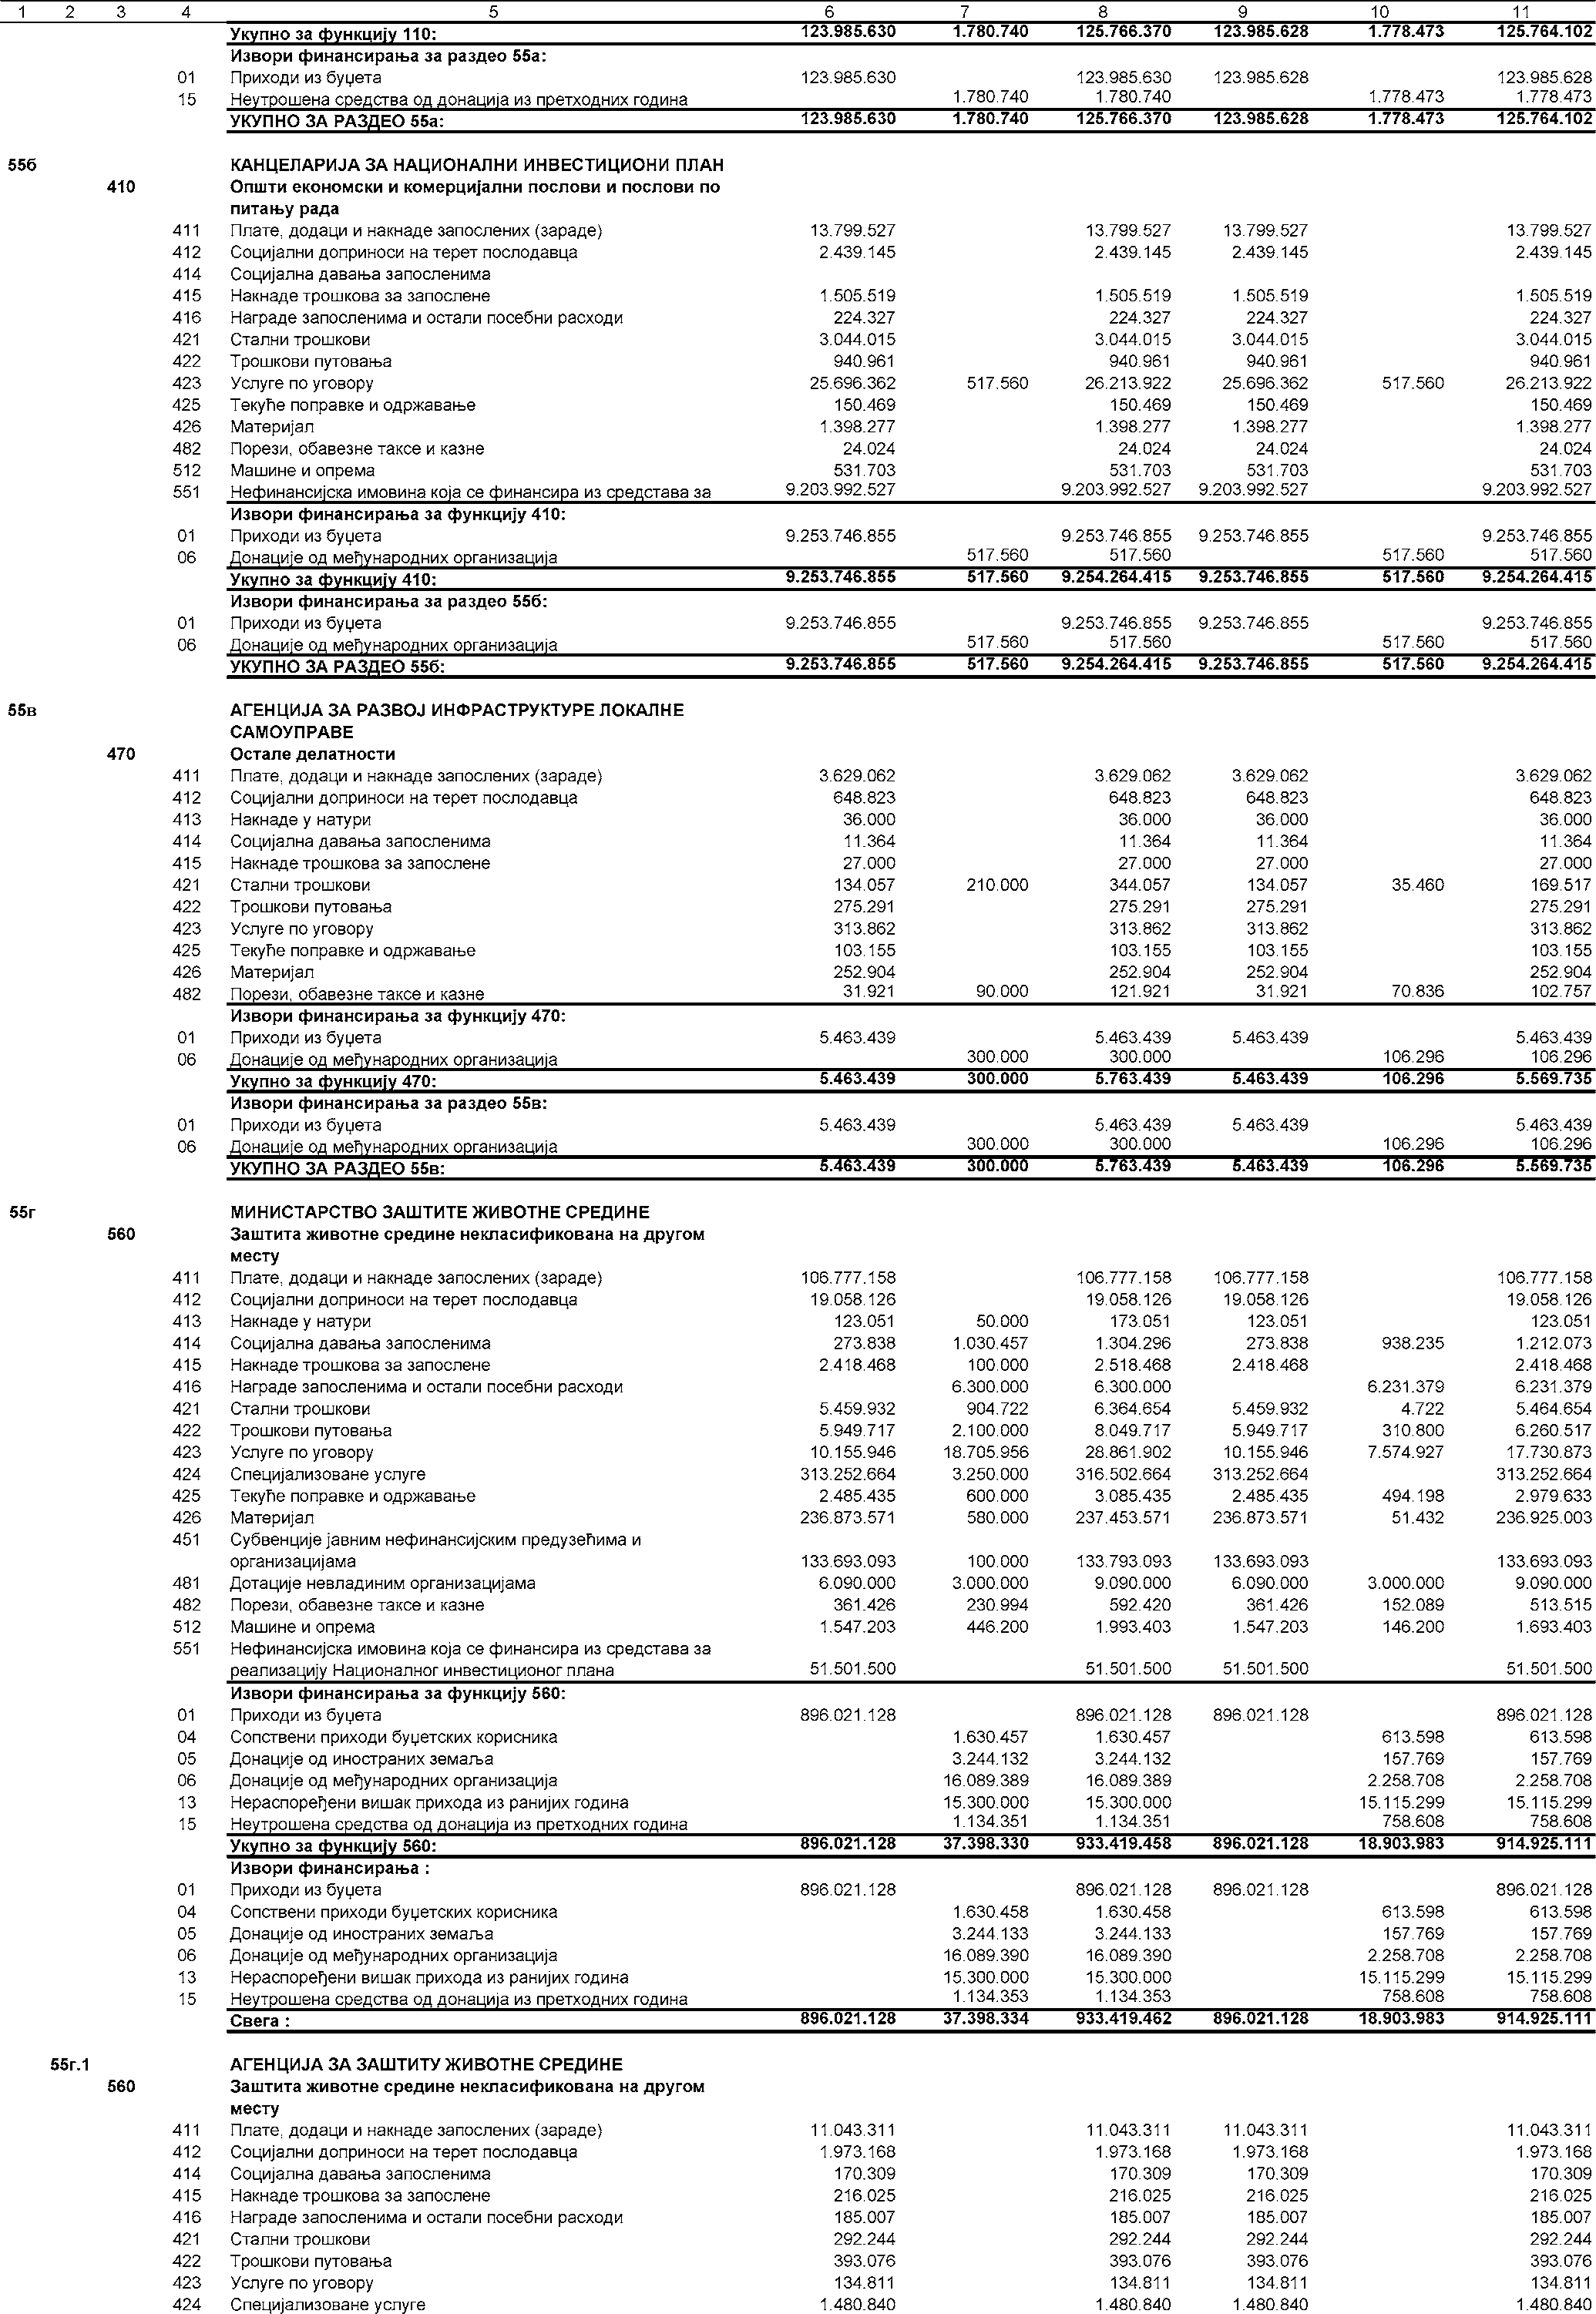 1 2 3 4 5 6 7 8 9 10 11
Укупно за функцију 110: 123.985.630 1.780.740 125.766.370 123.985.628 1.778.473 125.764.102
Извори финансирања за раздео 55а:
01 Приходи из буџета 123.985.630 123.985.630 123.985.628 123.985.628
15 Неутрошена средства од донација из претходних година 1.780.740 1.780.740 1.778.473 1.778.473
УКУПНО ЗА РАЗДЕО 55а: 123.985.630 1.780.740 125.766.370 123.985.628 1.778.473 125.764.102
55б КАНЦЕЛАРИЈА ЗА НАЦИОНАЛНИ ИНВЕСТИЦИОНИ ПЛАН
410 Општи економски и комерцијални послови и послови по
питању рада
411 Плате, додаци и накнаде запослених (зараде) 13.799.527 13.799.527 13.799.527 13.799.527
412 Социјални доприноси на терет послодавца 2.439.145 2.439.145 2.439.145 2.439.145
414 Социјална давања запосленима
415 Накнаде трошкова за запослене 1.505.519 1.505.519 1.505.519 1.505.519
416 Награде запосленима и остали посебни расходи 224.327 224.327 224.327 224.327
421 Стални трошкови 3.044.015 3.044.015 3.044.015 3.044.015
422 Трошкови путовања 940.961 940.961 940.961 940.961
423 Услуге по уговору 25.696.362 517.560 26.213.922 25.696.362 517.560 26.213.922
425 Текуће поправке и одржавање 150.469 150.469 150.469 150.469
426 Материјал 1.398.277 1.398.277 1.398.277 1.398.277
482 Порези, обавезне таксе и казне 24.024 24.024 24.024 24.024
512 Машине и опрема 531.703 531.703 531.703 531.703
551 Нефинансијска имовина која се финансира из средстава за 9.203.992.527 9.203.992.527 9.203.992.527 9.203.992.527
Извори финансирања за функцију 410:
01 Приходи из буџета 9.253.746.855 9.253.746.855 9.253.746.855 9.253.746.855
06 Донације од међународних организација 517.560 517.560 517.560 517.560
Укупно за функцију 410: 9.253.746.855 517.560 9.254.264.415 9.253.746.855 517.560 9.254.264.415
Извори финансирања за раздео 55б:
01 Приходи из буџета 9.253.746.855 9.253.746.855 9.253.746.855 9.253.746.855
06 Донације од међународних организација 517.560 517.560 517.560 517.560
УКУПНО ЗА РАЗДЕО 55б: 9.253.746.855 517.560 9.254.264.415 9.253.746.855 517.560 9.254.264.415
55в АГЕНЦИЈА ЗА РАЗВОЈ ИНФРАСТРУКТУРЕ ЛОКАЛНЕ
САМОУПРАВЕ
470 Остале делатности
411 Плате, додаци и накнаде запослених (зараде) 3.629.062 3.629.062 3.629.062 3.629.062
412 Социјални доприноси на терет послодавца 648.823 648.823 648.823 648.823
413 Накнаде у натури 36.000 36.000 36.000 36.000
414 Социјална давања запосленима 11.364 11.364 11.364 11.364
415 Накнаде трошкова за запослене 27.000 27.000 27.000 27.000
421 Стални трошкови 134.057 210.000 344.057 134.057 35.460 169.517
422 Трошкови путовања 275.291 275.291 275.291 275.291
423 Услуге по уговору 313.862 313.862 313.862 313.862
425 Текуће поправке и одржавање 103.155 103.155 103.155 103.155
426 Материјал 252.904 252.904 252.904 252.904
482 Порези, обавезне таксе и казне 31.921 90.000 121.921 31.921 70.836 102.757
Извори финансирања за функцију 470:
01 Приходи из буџета 5.463.439 5.463.439 5.463.439 5.463.439
06 Донације од међународних организација 300.000 300.000 106.296 106.296
Укупно за функцију 470: 5.463.439 300.000 5.763.439 5.463.439 106.296 5.569.735
Извори финансирања за раздео 55в:
01 Приходи из буџета 5.463.439 5.463.439 5.463.439 5.463.439
06 Донације од међународних организација 300.000 300.000 106.296 106.296
УКУПНО ЗА РАЗДЕО 55в: 5.463.439 300.000 5.763.439 5.463.439 106.296 5.569.735
55г МИНИСТАРСТВО ЗАШТИТЕ ЖИВОТНЕ СРЕДИНЕ
560 Заштита животне средине некласификована на другом
месту
411 Плате, додаци и накнаде запослених (зараде) 106.777.158 106.777.158 106.777.158 106.777.158
412 Социјални доприноси на терет послодавца 19.058.126 19.058.126 19.058.126 19.058.126
413 Накнаде у натури 123.051 50.000 173.051 123.051 123.051
414 Социјална давања запосленима 273.838 1.030.457 1.304.296 273.838 938.235 1.212.073
415 Накнаде трошкова за запослене 2.418.468 100.000 2.518.468 2.418.468 2.418.468
416 Награде запосленима и остали посебни расходи 6.300.000 6.300.000 6.231.379 6.231.379
421 Стални трошкови 5.459.932 904.722 6.364.654 5.459.932 4.722 5.464.654
422 Трошкови путовања 5.949.717 2.100.000 8.049.717 5.949.717 310.800 6.260.517
423 Услуге по уговору 10.155.946 18.705.956 28.861.902 10.155.946 7.574.927 17.730.873
424 Специјализоване услуге 313.252.664 3.250.000 316.502.664 313.252.664 313.252.664
425 Текуће поправке и одржавање 2.485.435 600.000 3.085.435 2.485.435 494.198 2.979.633
426 Материјал 236.873.571 580.000 237.453.571 236.873.571 51.432 236.925.003
451 Субвенције јавним нефинансијским предузећима и
организацијама 133.693.093 100.000 133.793.093 133.693.093 133.693.093
481 Дотације невладиним организацијама 6.090.000 3.000.000 9.090.000 6.090.000 3.000.000 9.090.000
482 Порези, обавезне таксе и казне 361.426 230.994 592.420 361.426 152.089 513.515
512 Машине и опрема 1.547.203 446.200 1.993.403 1.547.203 146.200 1.693.403
551 Нефинансијска имовина која се финансира из средстава за
реализацију Националног инвестиционог плана 51.501.500 51.501.500 51.501.500 51.501.500
Извори финансирања за функцију 560:
01 Приходи из буџета 896.021.128 896.021.128 896.021.128 896.021.128
04 Сопствени приходи буџетских корисника 1.630.457 1.630.457 613.598 613.598
05 Донације од иностраних земаља 3.244.132 3.244.132 157.769 157.769
06 Донације од међународних организација 16.089.389 16.089.389 2.258.708 2.258.708
13 Нераспоређени вишак прихода из ранијих година 15.300.000 15.300.000 15.115.299 15.115.299
15 Неутрошена средства од донација из претходних година 1.134.351 1.134.351 758.608 758.608
Укупно за функцију 560: 896.021.128 37.398.330 933.419.458 896.021.128 18.903.983 914.925.111
Извори финансирања :
01 Приходи из буџета 896.021.128 896.021.128 896.021.128 896.021.128
04 Сопствени приходи буџетских корисника 1.630.458 1.630.458 613.598 613.598
05 Донације од иностраних земаља 3.244.133 3.244.133 157.769 157.769
06 Донације од међународних организација 16.089.390 16.089.390 2.258.708 2.258.708
13 Нераспоређени вишак прихода из ранијих година 15.300.000 15.300.000 15.115.299 15.115.299
15 Неутрошена средства од донација из претходних година 1.134.353 1.134.353 758.608 758.608
Свега : 896.021.128 37.398.334 933.419.462 896.021.128 18.903.983 914.925.111
55г.1 АГЕНЦИЈА ЗА ЗАШТИТУ ЖИВОТНЕ СРЕДИНЕ
560 Заштита животне средине некласификована на другом
месту
411 Плате, додаци и накнаде запослених (зараде) 11.043.311 11.043.311 11.043.311 11.043.311
412 Социјални доприноси на терет послодавца 1.973.168 1.973.168 1.973.168 1.973.168
414 Социјална давања запосленима 170.309 170.309 170.309 170.309
415 Накнаде трошкова за запослене 216.025 216.025 216.025 216.025
416 Награде запосленима и остали посебни расходи 185.007 185.007 185.007 185.007
421 Стални трошкови 292.244 292.244 292.244 292.244
422 Трошкови путовања 393.076 393.076 393.076 393.076
423 Услуге по уговору 134.811 134.811 134.811 134.811
424 Специјализоване услуге 1.480.840 1.480.840 1.480.840 1.480.840